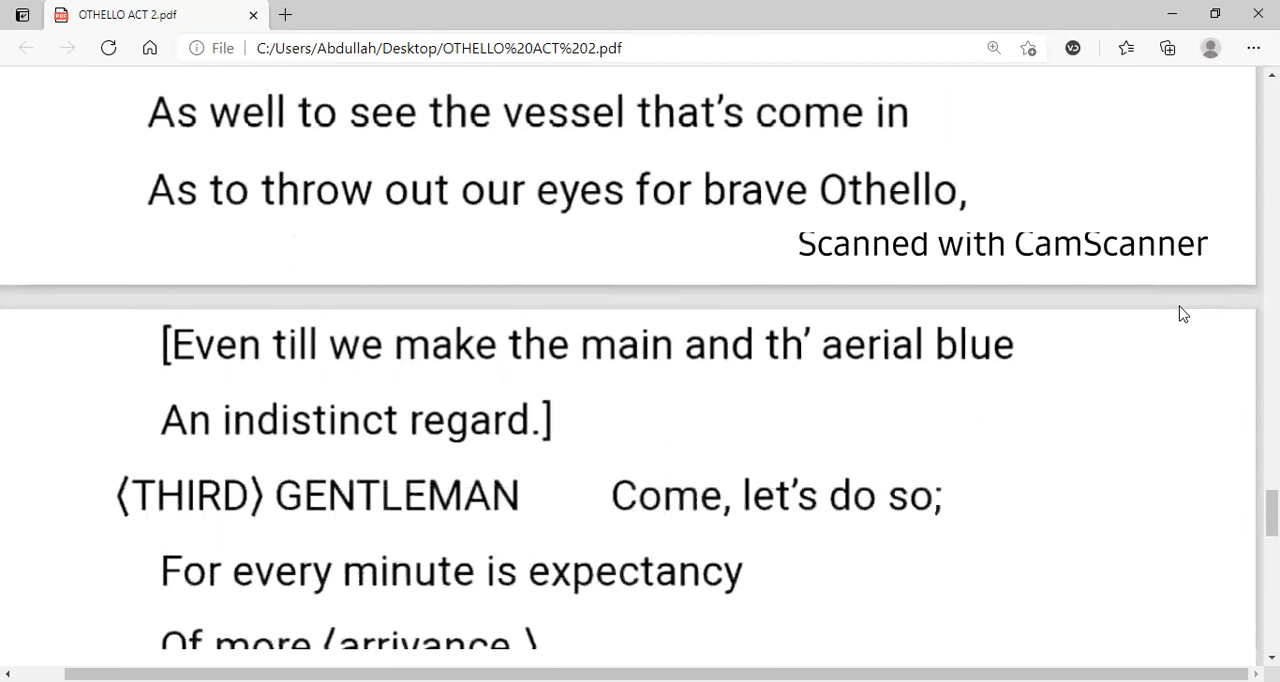 OTHELLO ACT 2.pdf
File C:/Users/Abdullah/Desktop/OTHELLO%20ACT%202.pdf
As well to see the vessel that’s come in
As to throw out our eyes for brave Othello,
Scanned with CamScanner
[Even till we make the main and th’ aerial blue
An indistinct regard.]
⟨THIRD⟩ GENTLEMAN Come, let’s do so;
For every minute is expectancy
Of more ⟨arrivance.⟩